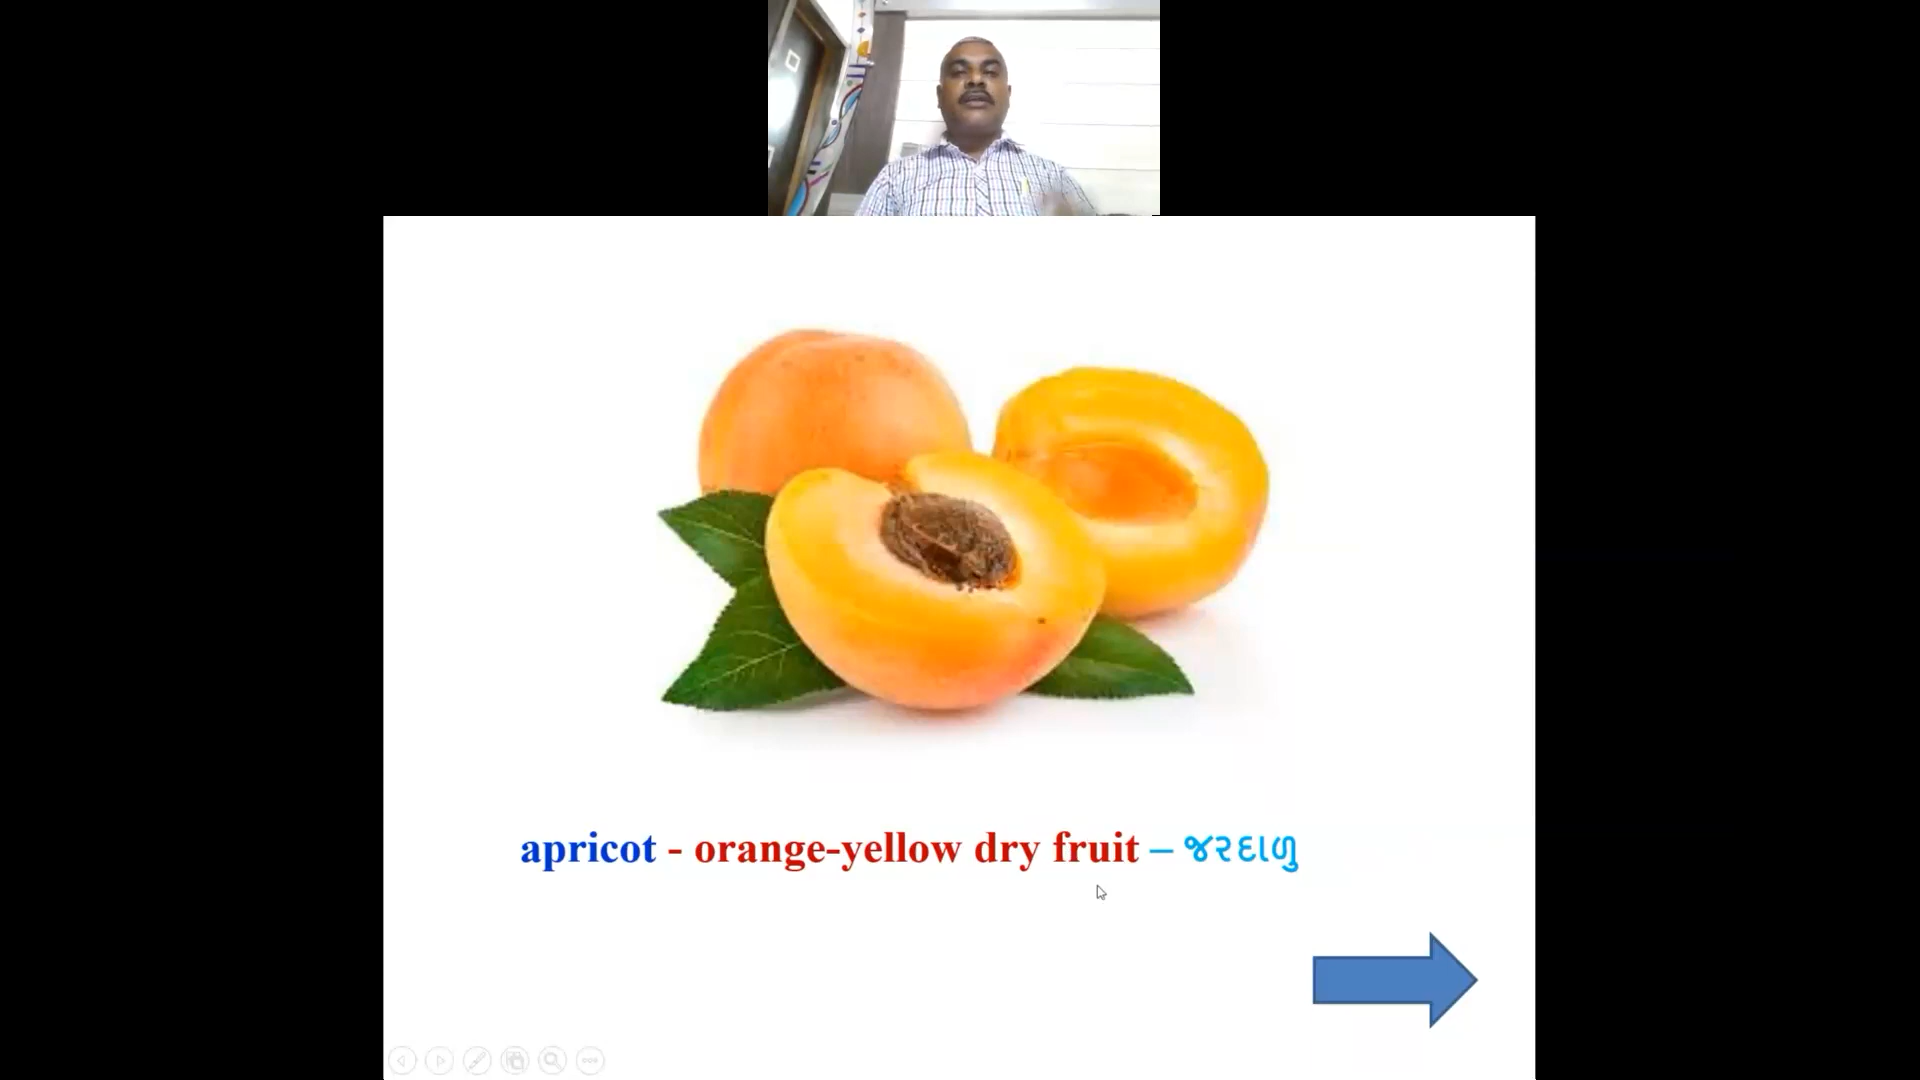 apricot - orange-yellow dry fruit – જરદાળુ